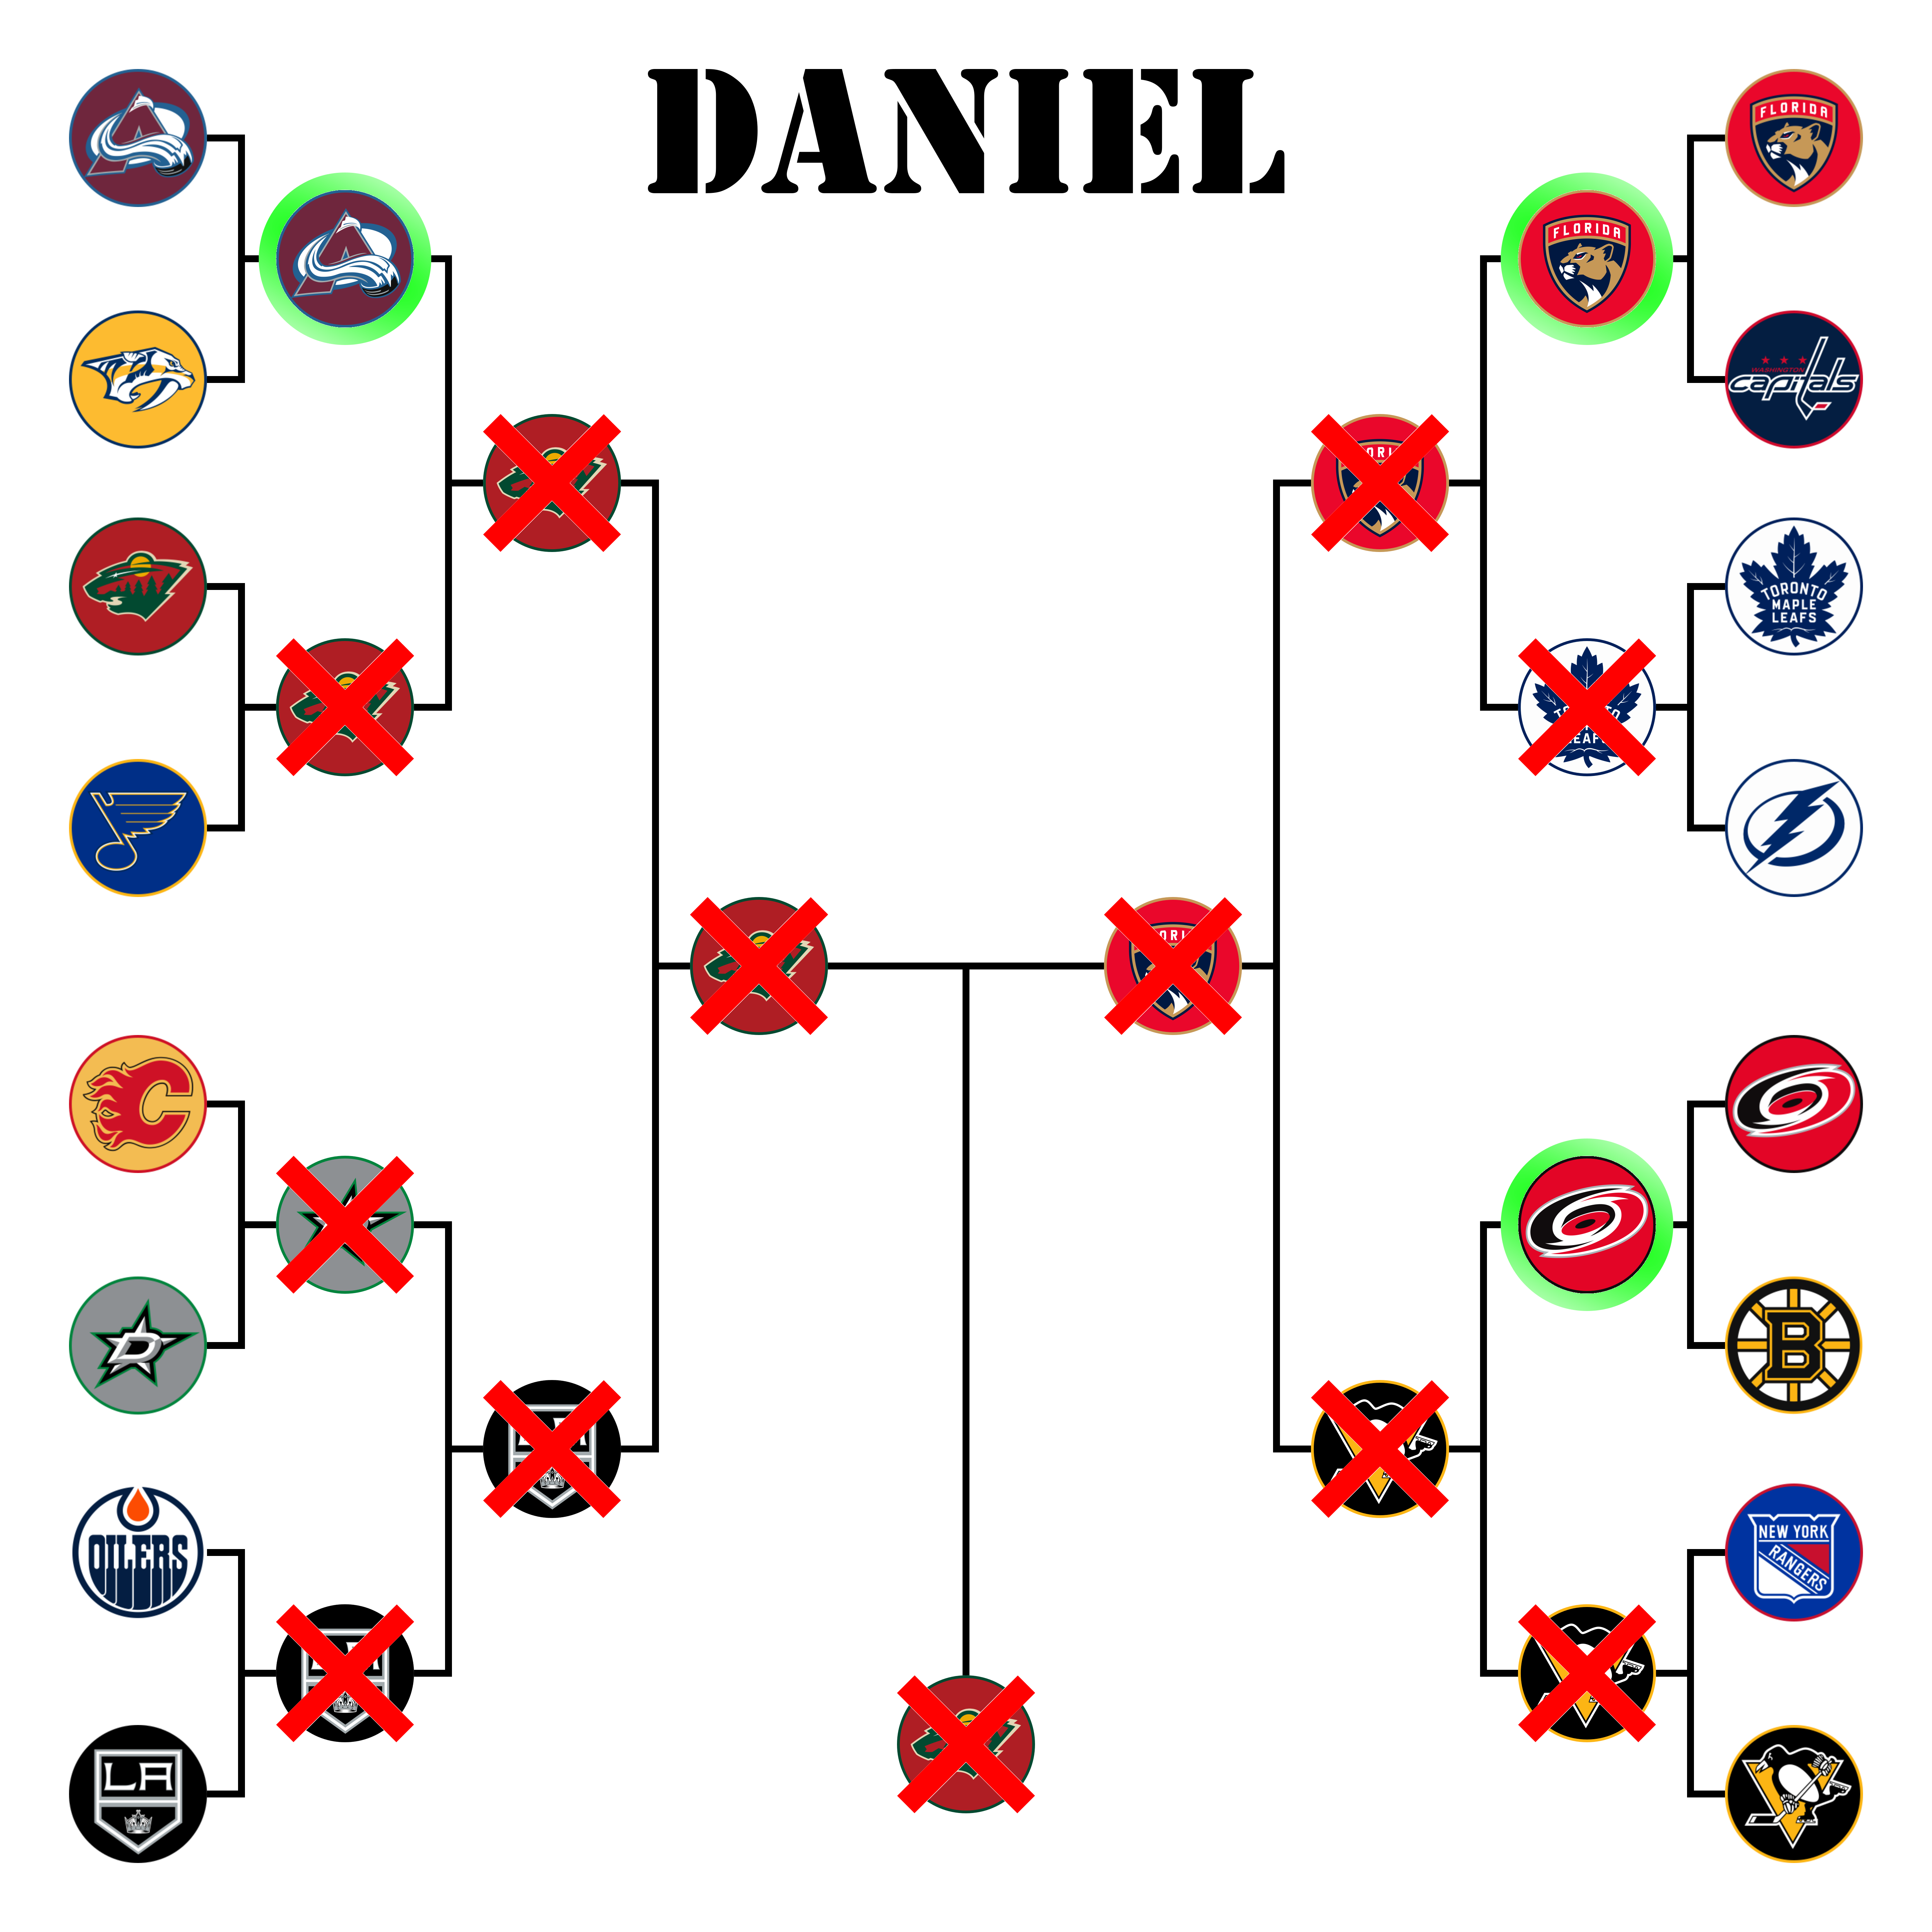 DANIEL
FLORIDA
FLORIDA
WASHINGTON
capitals
TORONTO
MAPLE
LEAFS
OILERS
NEW YORK
RANGERS
LA